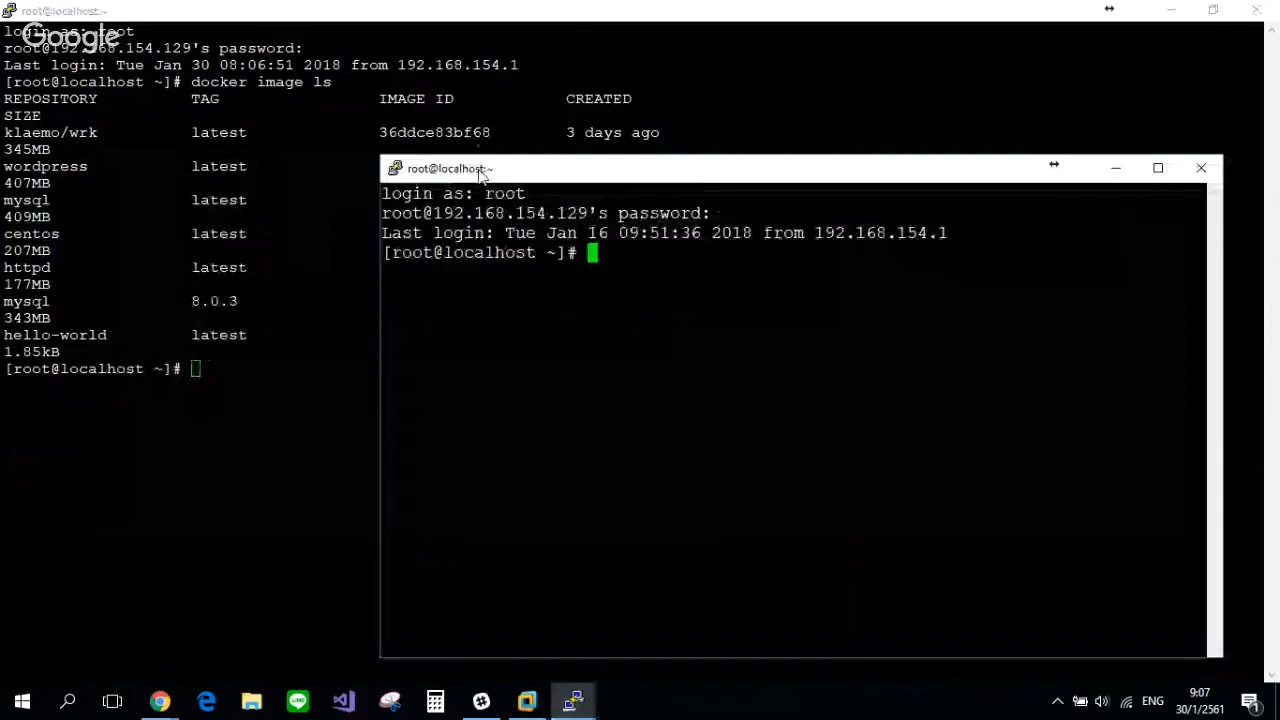 root@localhost:~
Google
login as: root
root@192.168.154.129's password:
Last login: Tue Jan 30 08:06:51 2018 from 192.168.154.1
[root@localhost ~]# docker image ls
REPOSITORY TAG IMAGE ID CREATED
SIZE
klaemo/wrk latest 36ddce83bf68 3 days ago
345MB
wordpress latest
407MB
mysql latest
409MB
centos latest
207MB
httpd latest
177MB
mysql 8.0.3
343MB
hello-world latest
1.85kB
[root@localhost ~]#
root@localhost:~
login as: root
root@192.168.154.129's password:
Last login: Tue Jan 16 09:51:36 2018 from 192.168.154.1
[root@localhost ~]#
LINE
ENG
9:07
30/1/2561
1